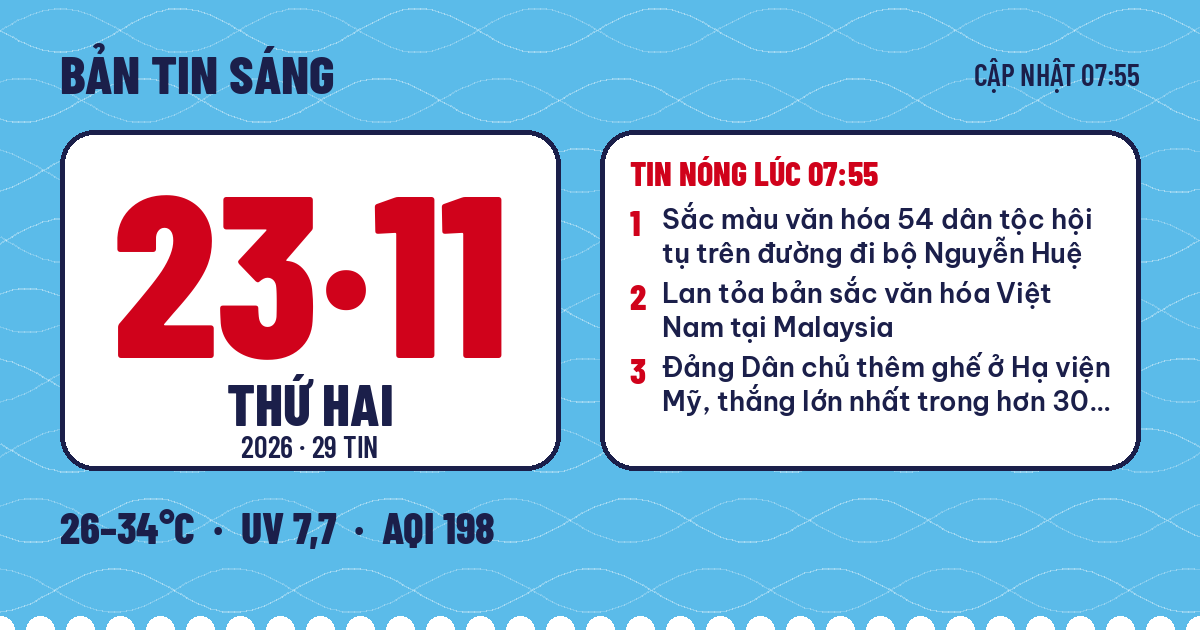 BẢN TIN SÁNG
CẬP NHẬT 07:55
23·11
THỨ HAI
2026 · 29 TIN
TIN NÓNG LÚC 07:55
1 Sắc màu văn hóa 54 dân tộc hội
tụ trên đường đi bộ Nguyễn Huệ
2 Lan tỏa bản sắc văn hóa Việt
Nam tại Malaysia
3 Đảng Dân chủ thêm ghế ở Hạ viện
Mỹ, thắng lớn nhất trong hơn 30...
26–34°C · UV 7,7 · AQI 198